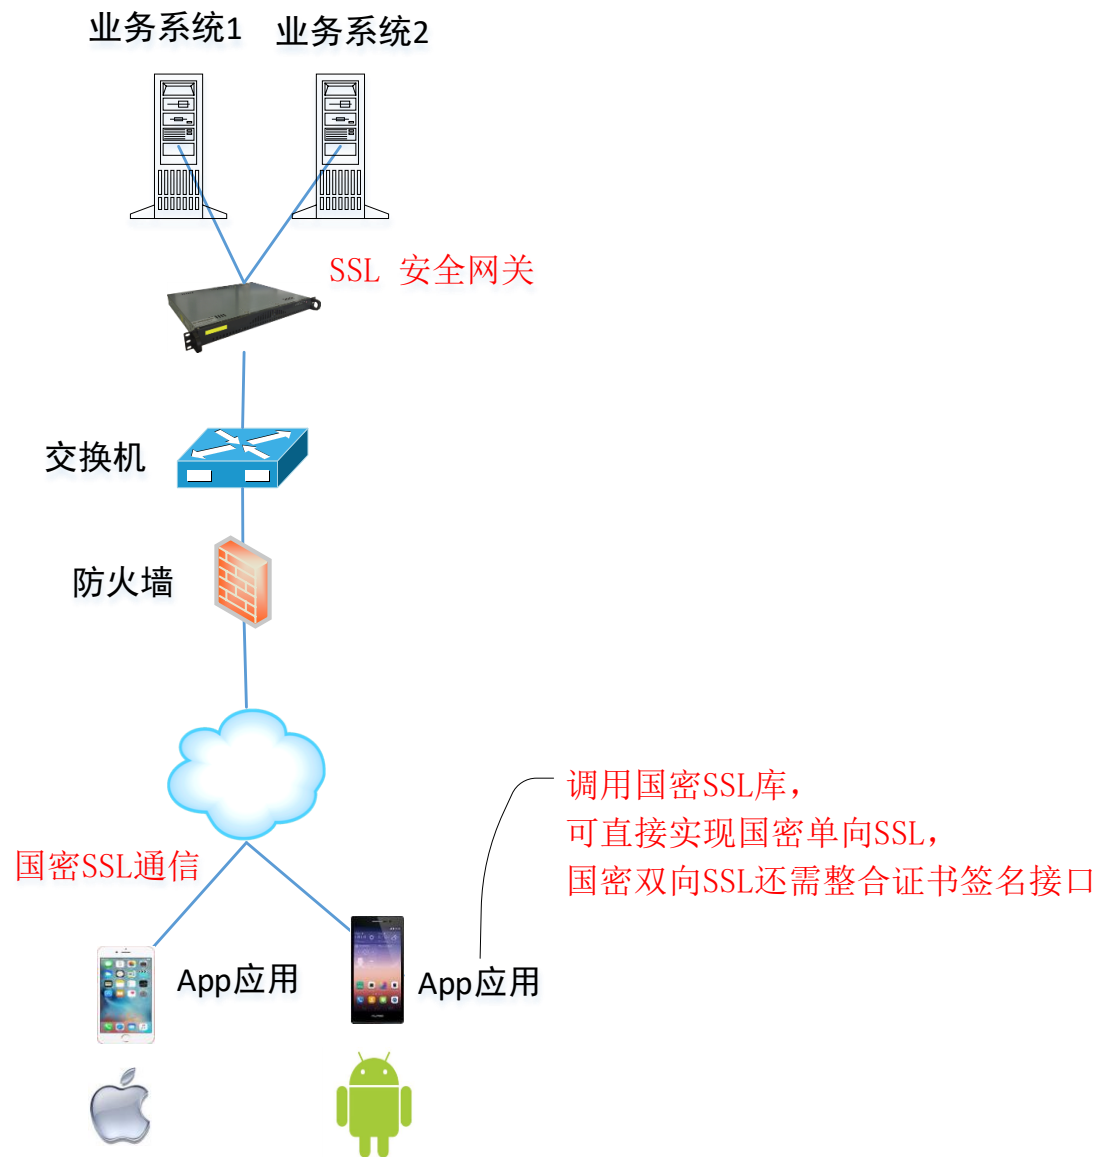 业务系统1
业务系统2
SSL 安全网关
交换机
防火墙
调用国密SSL库，
可直接实现国密单向SSL，
国密双向SSL还需整合证书签名接口
国密SSL通信
App应用
App应用